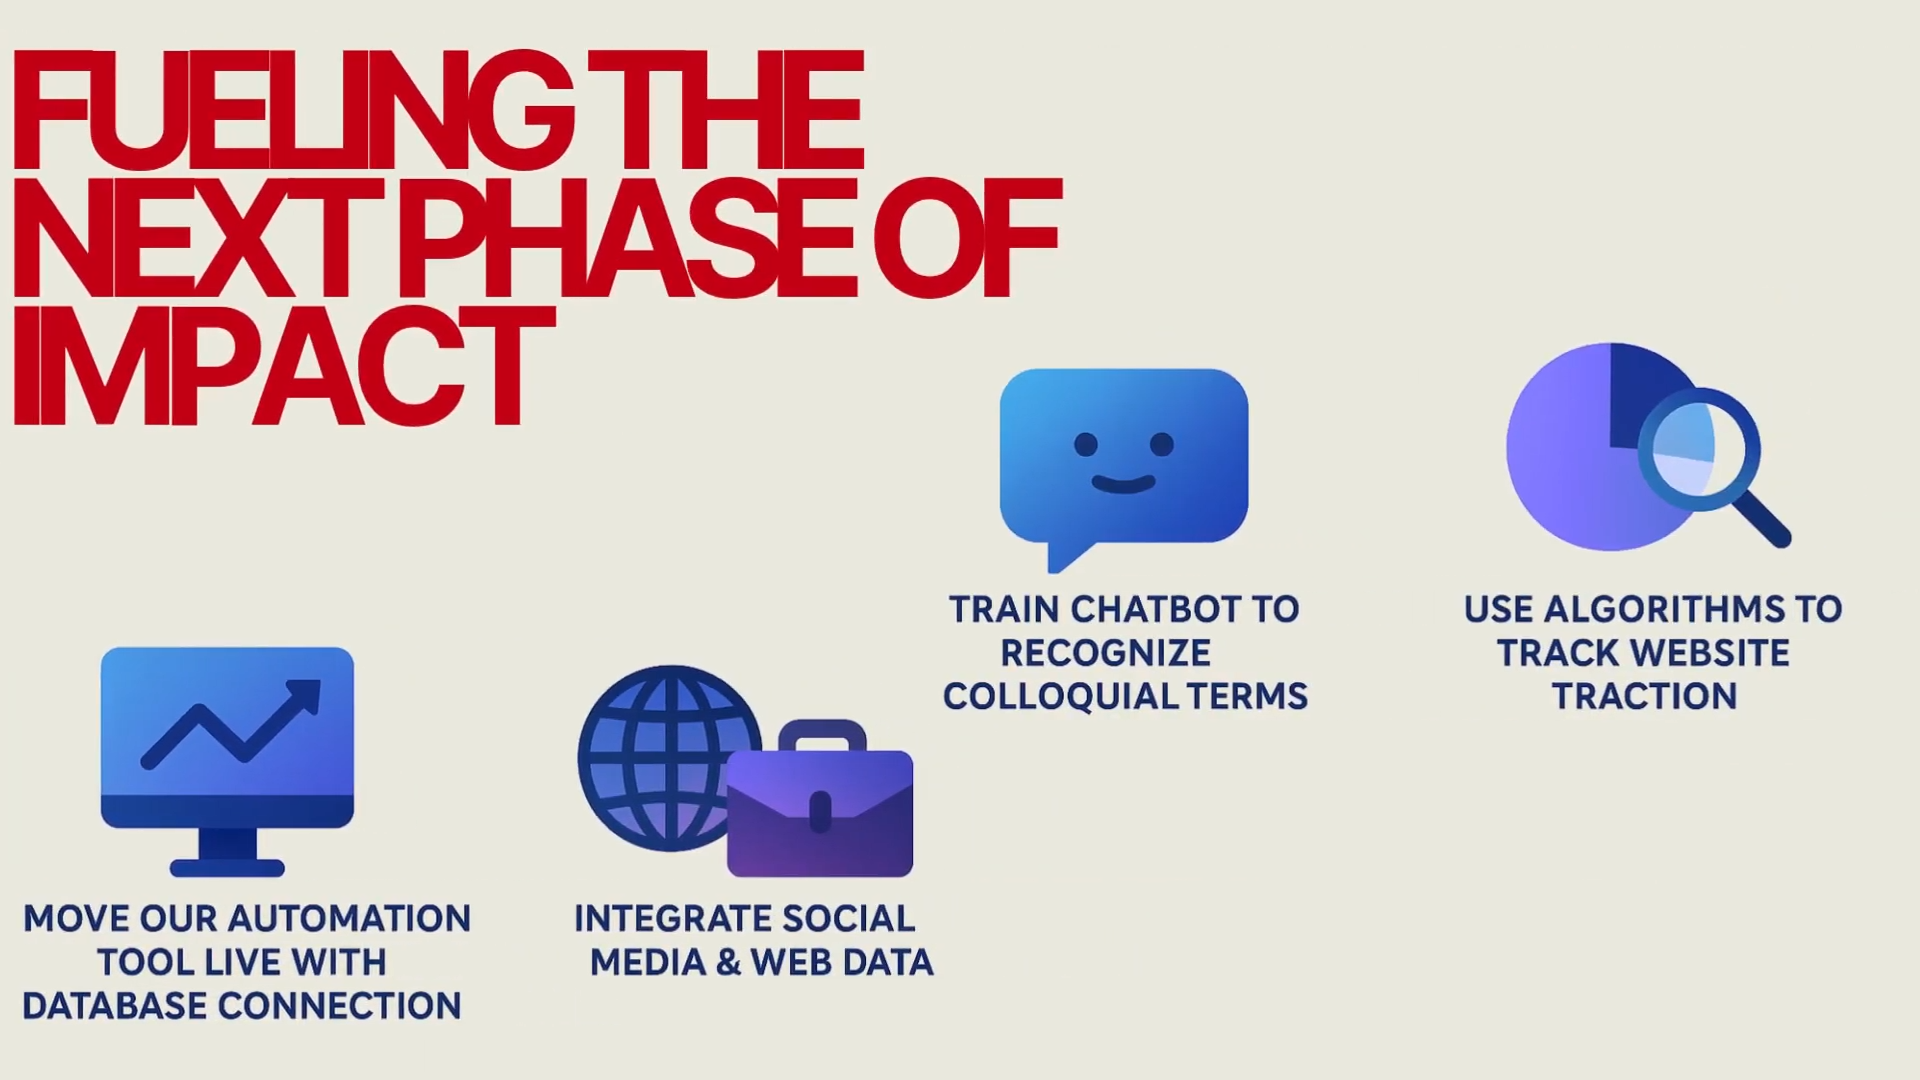 FUELING THE
NEXT PHASE OF
IMPACT
MOVE OUR AUTOMATION
TOOL LIVE WITH
DATABASE CONNECTION
INTEGRATE SOCIAL
MEDIA & WEB DATA
TRAIN CHATBOT TO
RECOGNIZE
COLLOQUIAL TERMS
USE ALGORITHMS TO
TRACK WEBSITE
TRACTION